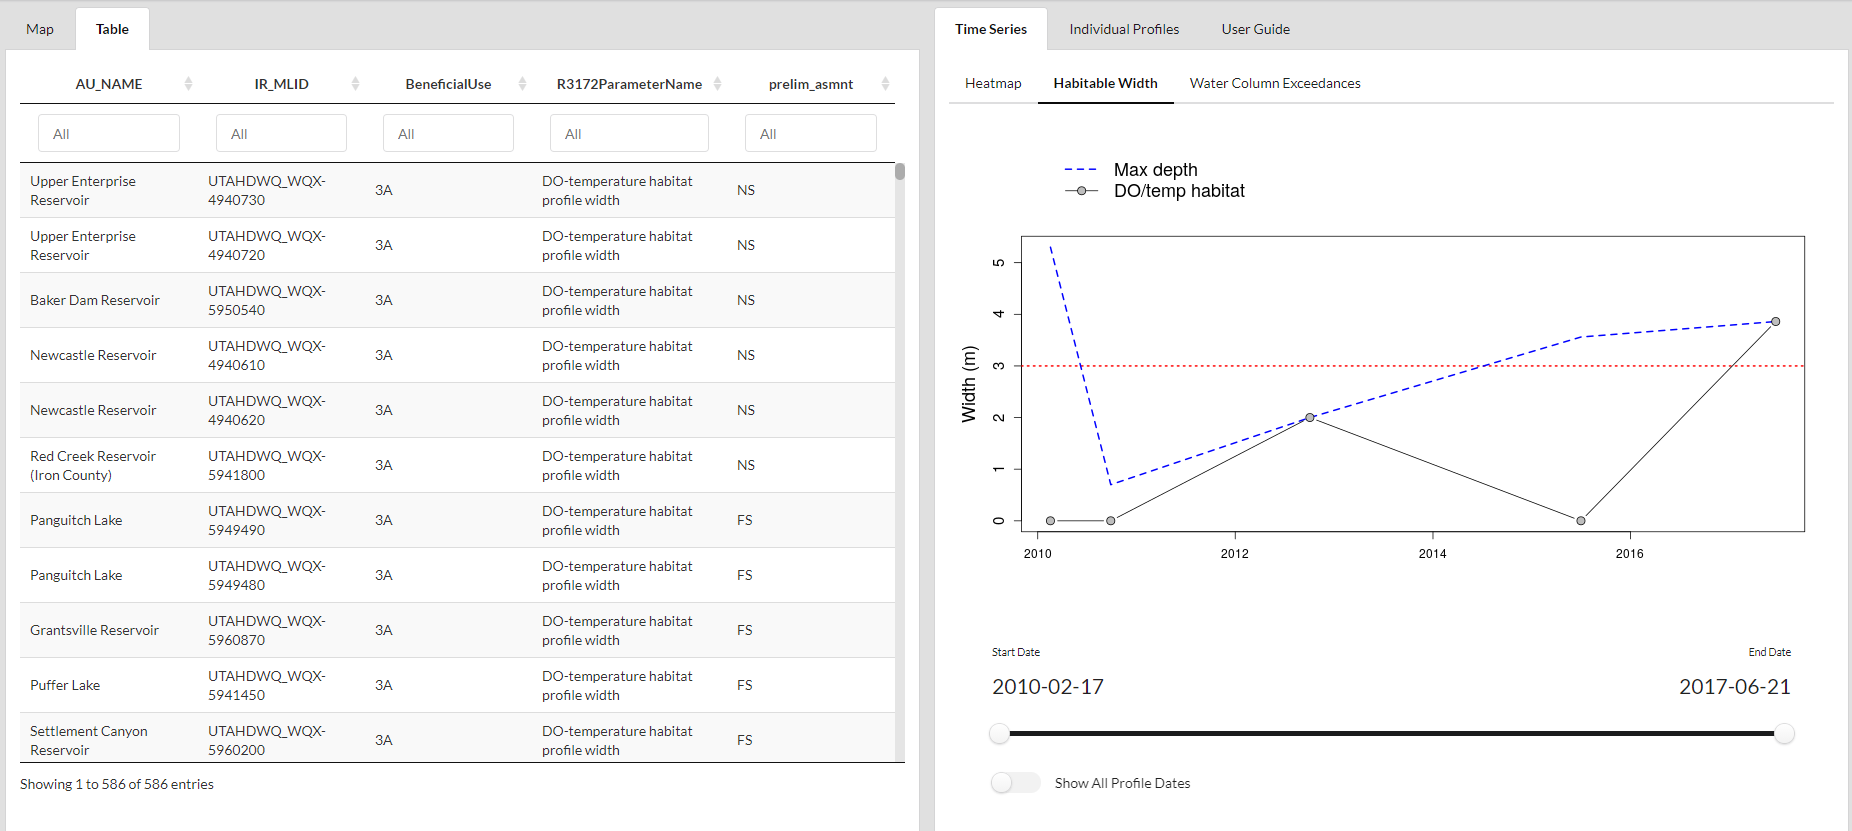 Map
Table
AU_NAME
IR_MLID
BeneficialUse
R3172ParameterName
prelim_asmnt
All
All
All
All
All
Upper Enterprise
Reservoir
UTAHDWQ_WQX-
4940730
3A
DO-temperature habitat
profile width
NS
Upper Enterprise
Reservoir
UTAHDWQ_WQX-
4940720
3A
DO-temperature habitat
profile width
NS
Baker Dam Reservoir
UTAHDWQ_WQX-
5950540
3A
DO-temperature habitat
profile width
NS
Newcastle Reservoir
UTAHDWQ_WQX-
4940610
3A
DO-temperature habitat
profile width
NS
Newcastle Reservoir
UTAHDWQ_WQX-
4940620
3A
DO-temperature habitat
profile width
NS
Red Creek Reservoir
(Iron County)
UTAHDWQ_WQX-
5941800
3A
DO-temperature habitat
profile width
NS
Panguitch Lake
UTAHDWQ_WQX-
5949490
3A
DO-temperature habitat
profile width
FS
Panguitch Lake
UTAHDWQ_WQX-
5949480
3A
DO-temperature habitat
profile width
FS
Grantsville Reservoir
UTAHDWQ_WQX-
5960870
3A
DO-temperature habitat
profile width
FS
Puffer Lake
UTAHDWQ_WQX-
5941450
3A
DO-temperature habitat
profile width
FS
Settlement Canyon
Reservoir
UTAHDWQ_WQX-
5960200
3A
DO-temperature habitat
profile width
FS
Showing 1 to 586 of 586 entries
Time Series
Individual Profiles
User Guide
Heatmap
Habitable Width
Water Column Exceedances
Max depth
DO/temp habitat
Width (m)
5
4
3
2
1
0
2010
2012
2014
2016
Start Date
End Date
2010-02-17
2017-06-21
Show All Profile Dates